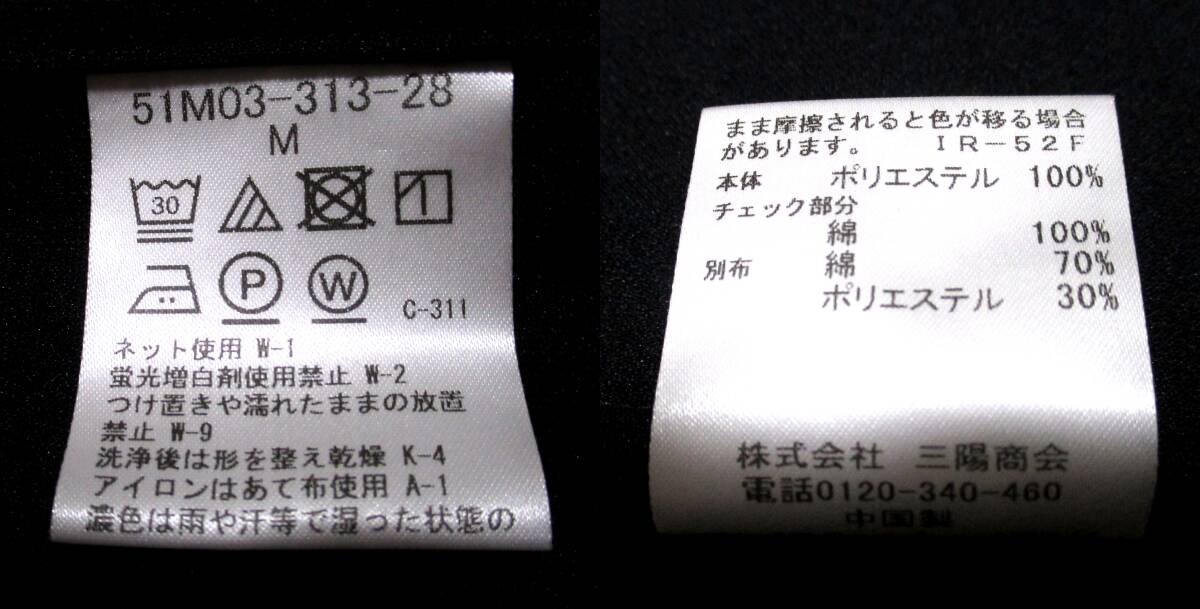 51M03-313-28
M
30
P W C-311
ネット使用 W-1
蛍光増白剤使用禁止 W-2
つけ置きや濡れたままの放置
禁止 W-9
洗浄後は形を整え乾燥 K-4
アイロンはあて布使用 A-1
濃色は雨や汗等で湿った状態の
まま摩擦されると色が移る場合
があります。 IR-52F
本体 ポリエステル 100%
チェック部分
綿 100%
別布 綿 70%
ポリエステル 30%
株式会社 三陽商会
電話0120-340-460
中国製